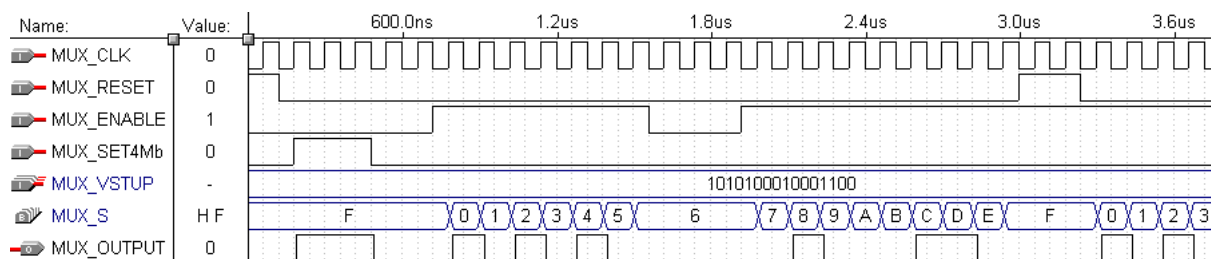 Name: Value: 600.0ns 1.2us 1.8us 2.4us 3.0us 3.6us
MUX_CLK 0
MUX_RESET 0
MUX_ENABLE 1
MUX_SET4Mb 0
MUX_VSTUP - 1010100010001100
MUX_S H F F 0 1 2 3 4 5 6 7 8 9 A B C D E F 0 1 2 3
MUX_OUTPUT 0